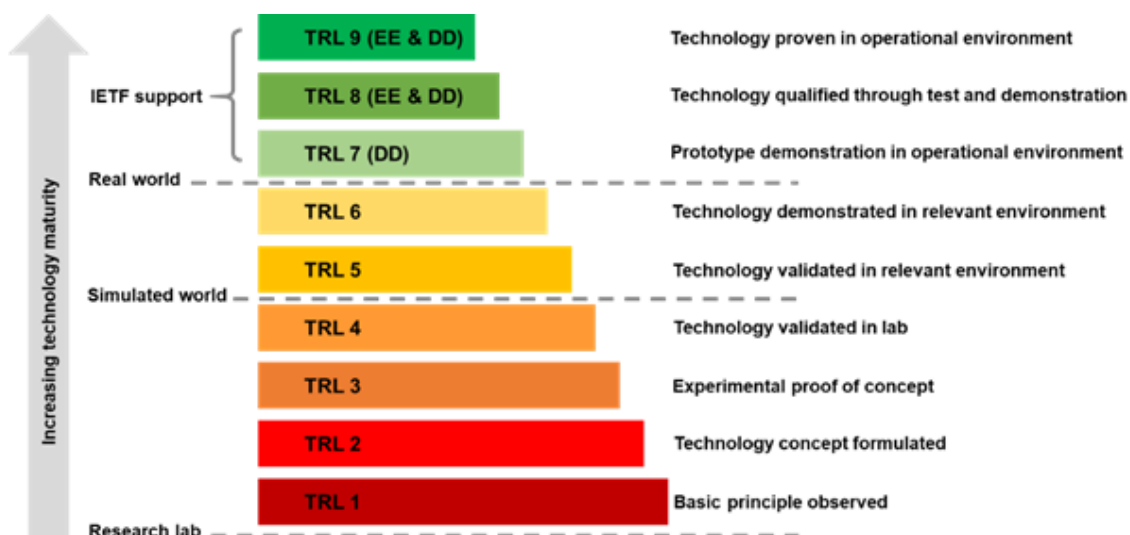 TRL 9 (EE & DD) Technology proven in operational environment
IETF support TRL 8 (EE & DD) Technology qualified through test and demonstration
TRL 7 (DD) Prototype demonstration in operational environment
Real world
TRL 6 Technology demonstrated in relevant environment
TRL 5 Technology validated in relevant environment
Simulated world
TRL 4 Technology validated in lab
TRL 3 Experimental proof of concept
TRL 2 Technology concept formulated
TRL 1 Basic principle observed
Research lab
Increasing technology maturity